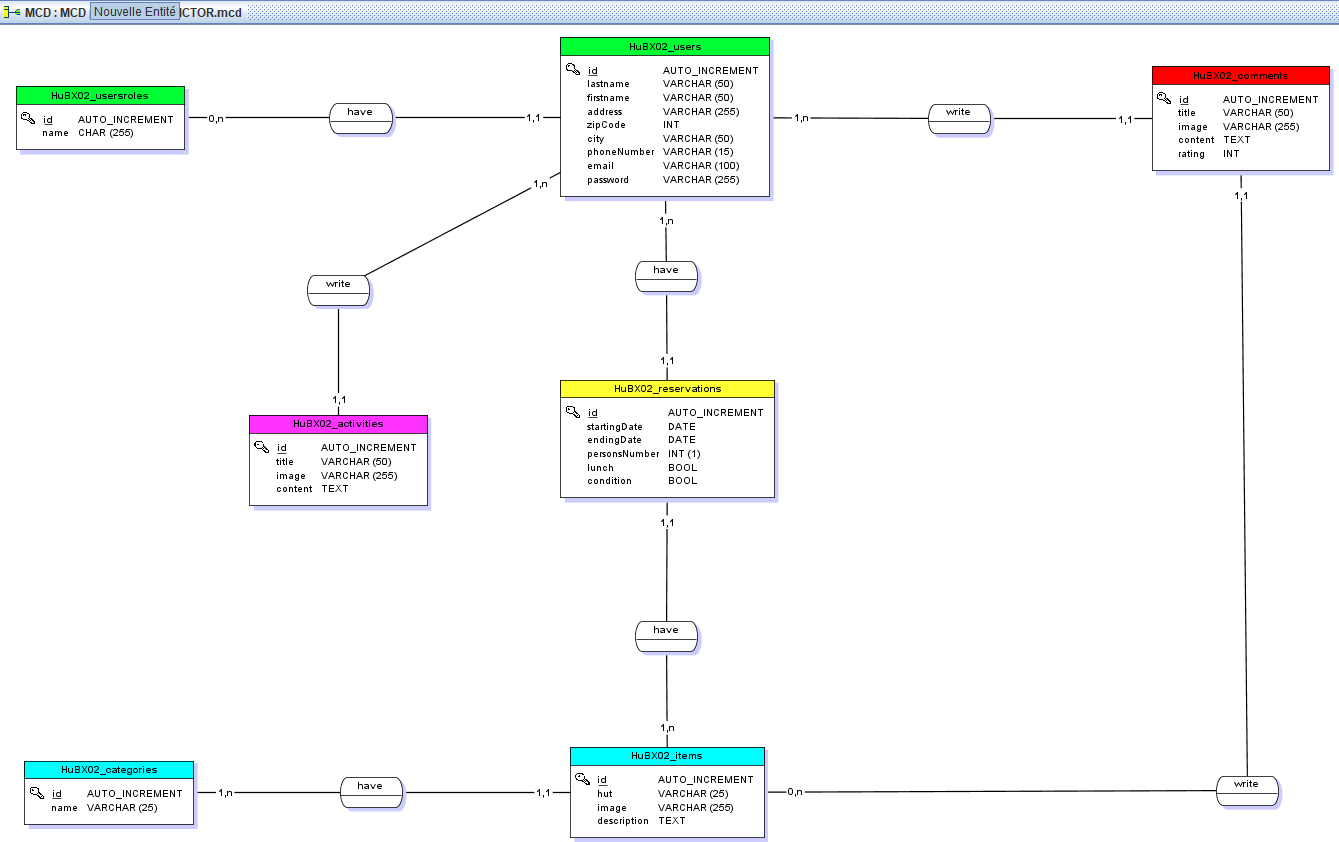 MCD : MCD Nouvelle Entité ICTOR.mcd
HuBX02_users
id AUTO_INCREMENT
lastname VARCHAR (50)
firstname VARCHAR (50)
address VARCHAR (255)
zipCode INT
city VARCHAR (50)
phoneNumber VARCHAR (15)
email VARCHAR (100)
password VARCHAR (255)
HuBX02_usersroles
id AUTO_INCREMENT
name CHAR (255)
0,n
have
1,1
1,n
write
1,1
HuBX02_comments
id AUTO_INCREMENT
title VARCHAR (50)
image VARCHAR (255)
content TEXT
rating INT
1,n
write
1,1
HuBX02_activities
id AUTO_INCREMENT
title VARCHAR (50)
image VARCHAR (255)
content TEXT
1,n
have
1,1
HuBX02_reservations
id AUTO_INCREMENT
startingDate DATE
endingDate DATE
personsNumber INT (1)
lunch BOOL
condition BOOL
1,1
have
1,n
HuBX02_categories
id AUTO_INCREMENT
name VARCHAR (25)
1,n
have
1,1
HuBX02_items
id AUTO_INCREMENT
hut VARCHAR (25)
image VARCHAR (255)
description TEXT
0,n
write
1,1